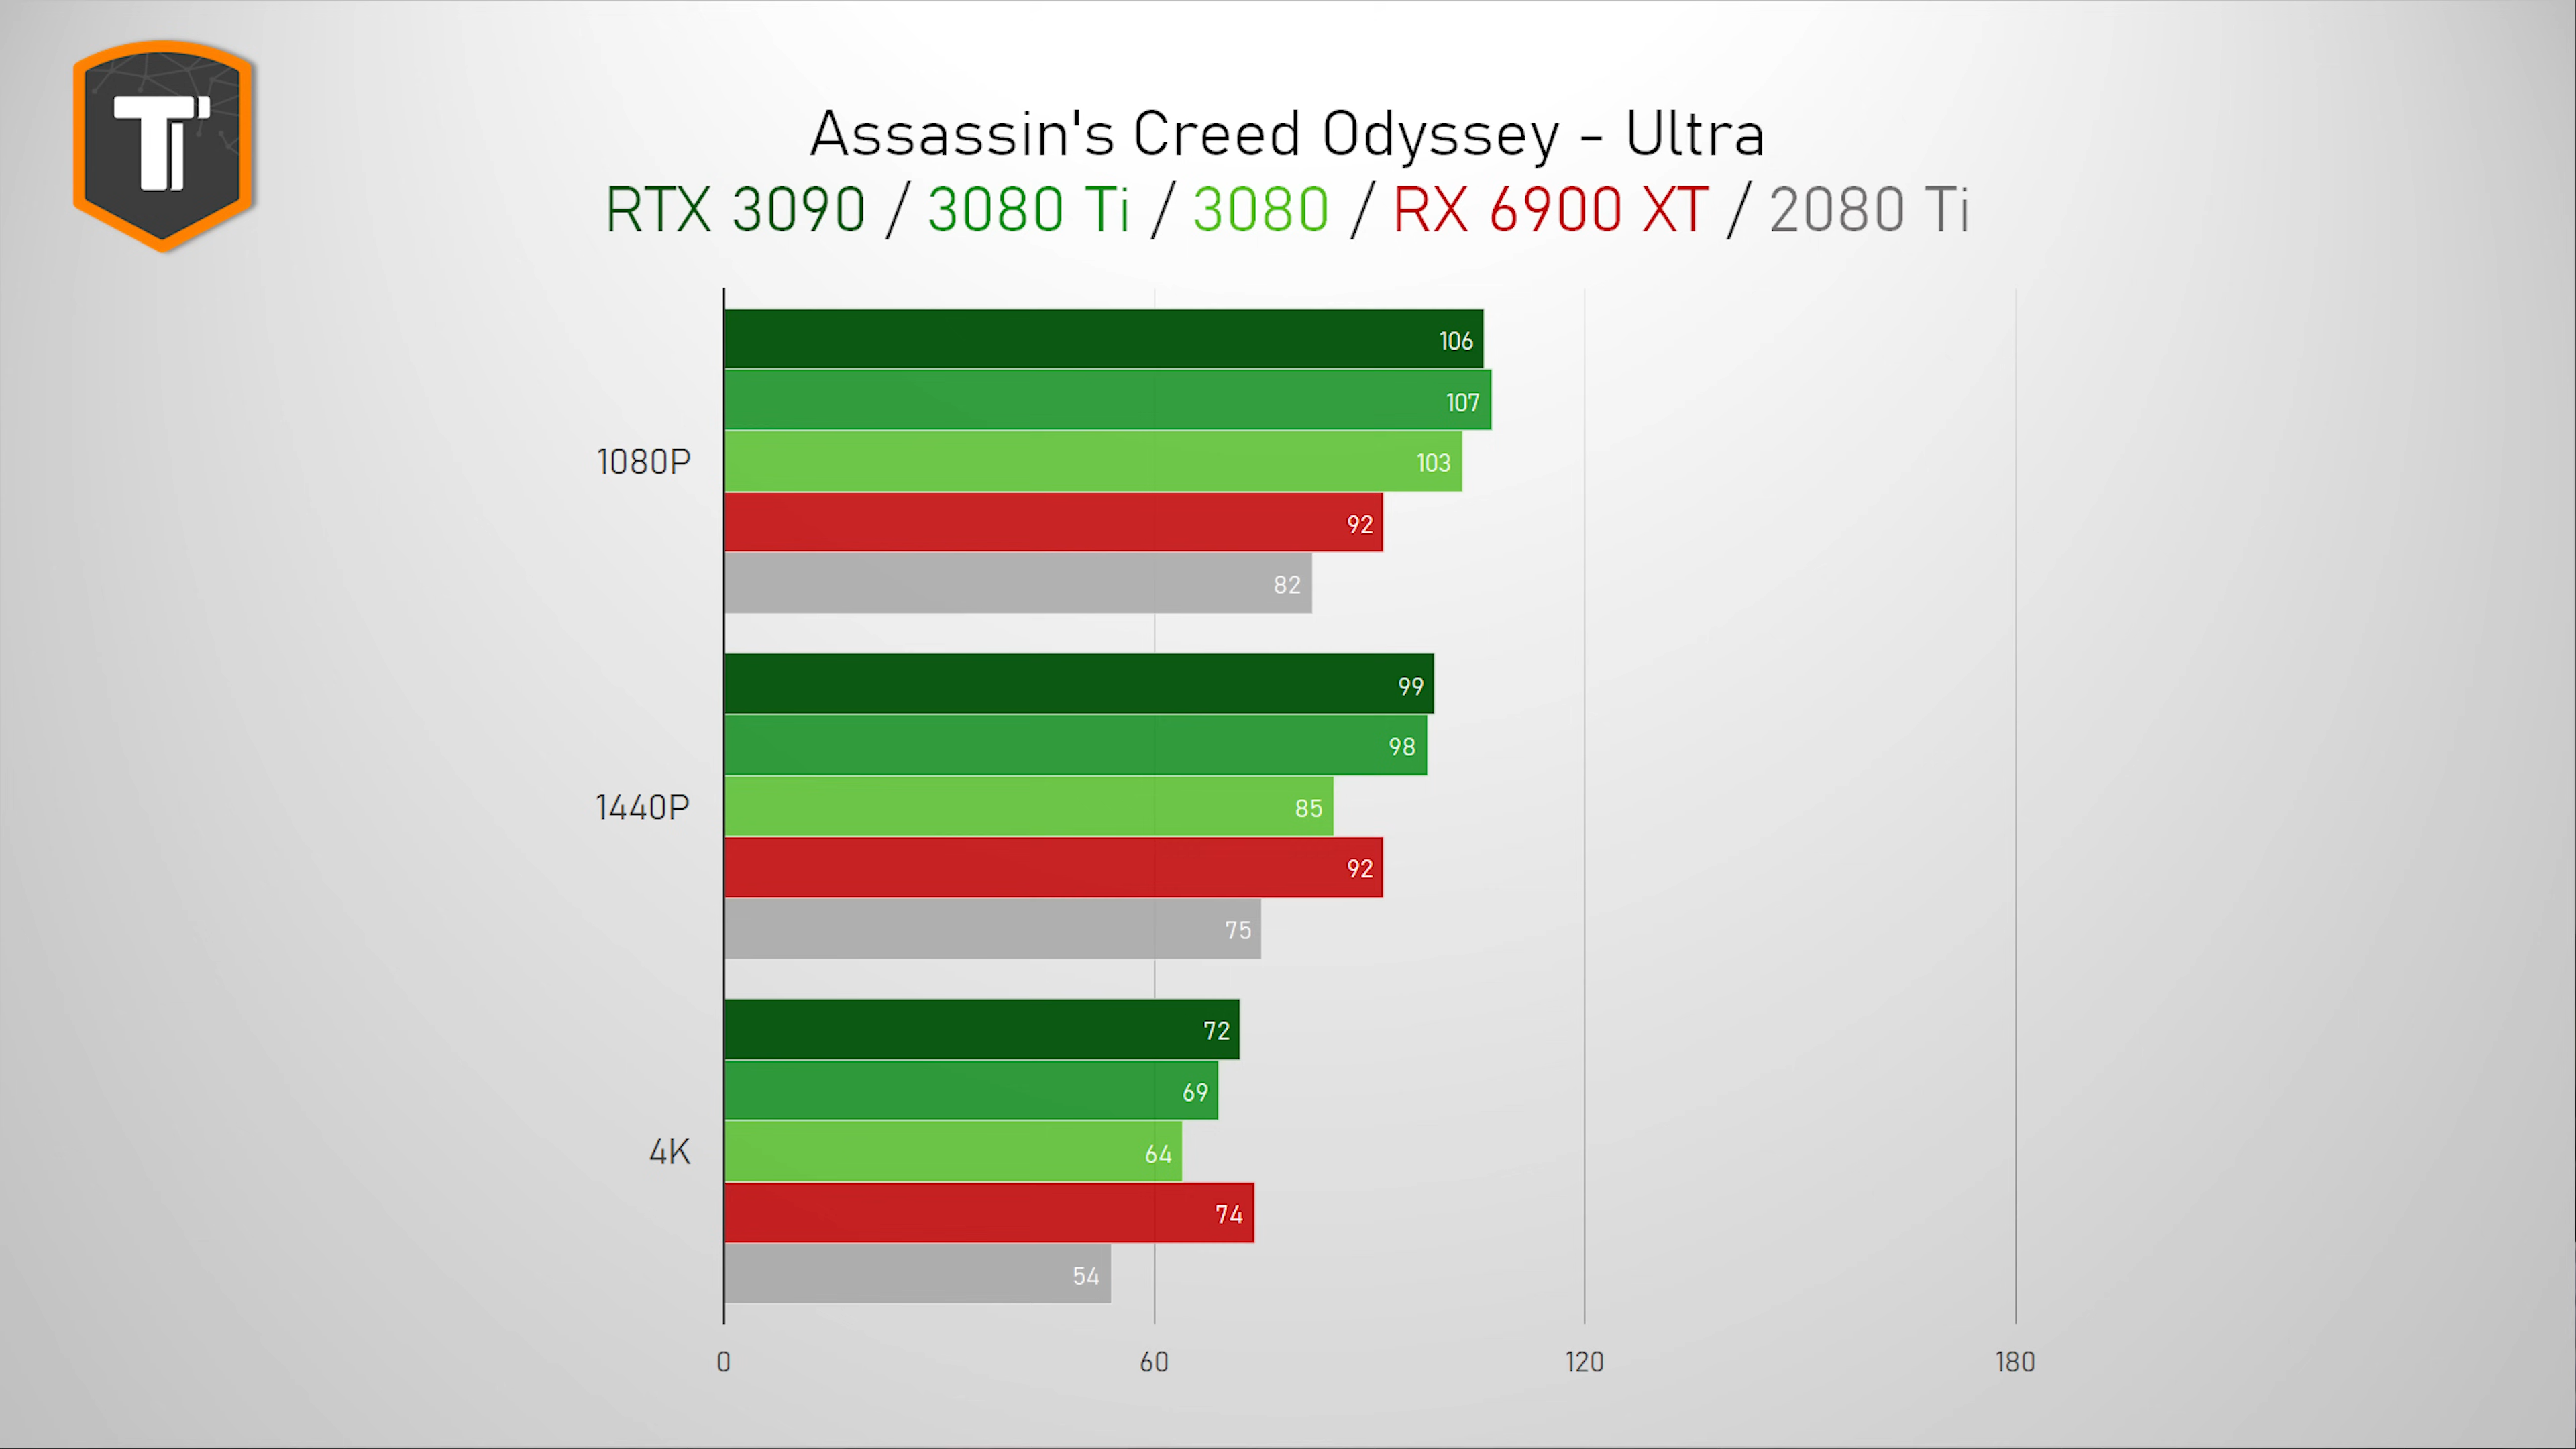 Ti
Assassin's Creed Odyssey - Ultra
RTX 3090 / 3080 Ti / 3080 / RX 6900 XT / 2080 Ti
106
107
1080P
103
92
82
99
98
1440P
85
92
75
72
69
4K
64
74
54
0 60 120 180